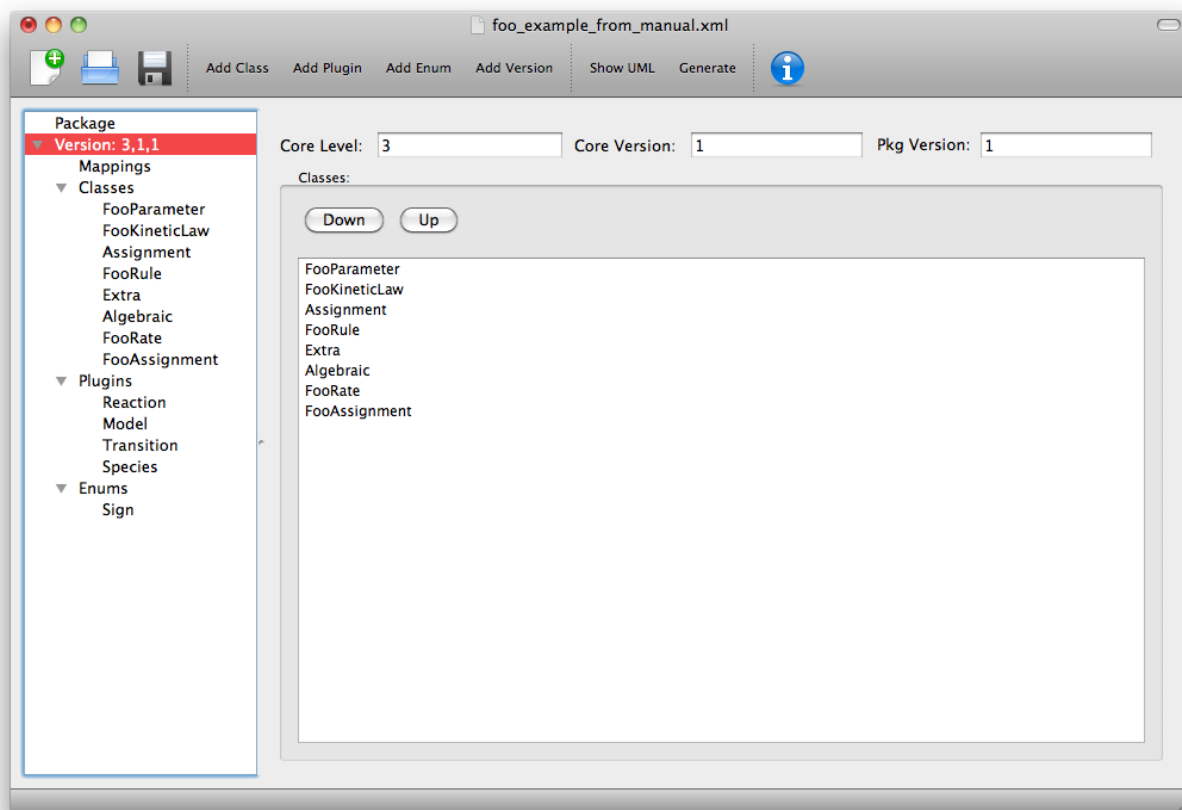 foo_example_from_manual.xml
Add Class Add Plugin Add Enum Add Version Show UML Generate
Package
Version: 3,1,1
Mappings
Classes
FooParameter
FooKineticLaw
Assignment
FooRule
Extra
Algebraic
FooRate
FooAssignment
Plugins
Reaction
Model
Transition
Species
Enums
Sign
Core Level: 3 Core Version: 1 Pkg Version: 1
Classes:
Down Up
FooParameter
FooKineticLaw
Assignment
FooRule
Extra
Algebraic
FooRate
FooAssignment